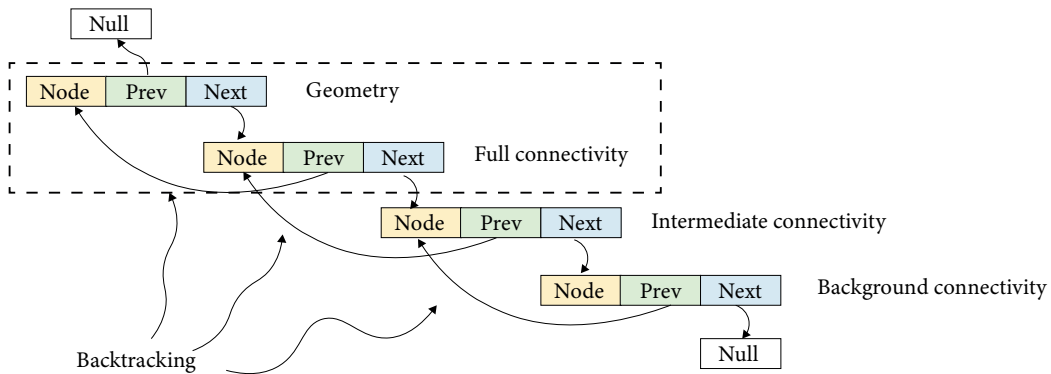 Null
Node Prev Next Geometry
Node Prev Next Full connectivity
Node Prev Next Intermediate connectivity
Node Prev Next Background connectivity
Null
Backtracking